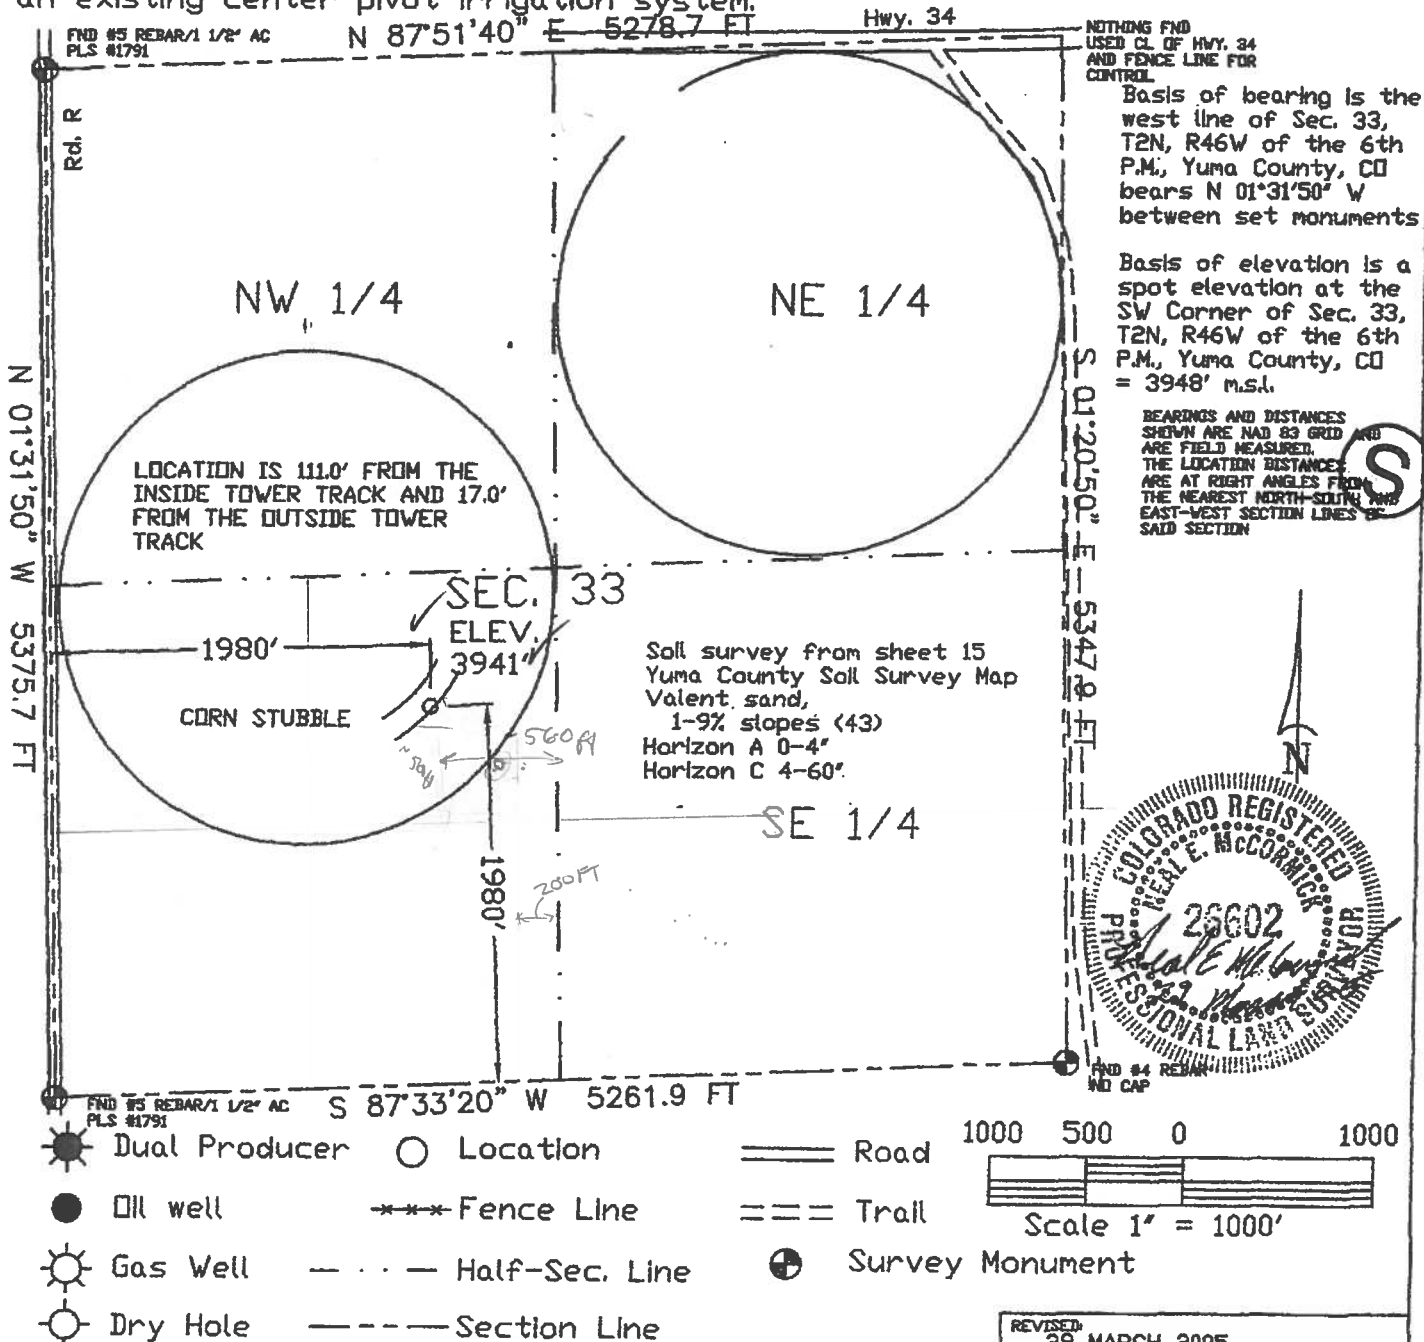 an existing center pivot irrigation system.
FND #5 REBAR/1 1/2" AC
PLS #1791
N 87°51'40" E 5278.7 FT
Hwy. 34
NOTHING FND
USED CL OF HWY. 34
AND FENCE LINE FOR
CONTROL
Rd. R
Basis of bearing is the
west line of Sec. 33,
T2N, R46W of the 6th
P.M., Yuma County, CO
bears N 01°31'50" W
between set monuments
Basis of elevation is a
spot elevation at the
SW Corner of Sec. 33,
T2N, R46W of the 6th
P.M., Yuma County, CO
= 3948' m.s.l.
NW 1/4
NE 1/4
N 01°31'50" W 5375.7 FT
S 01°20'50" E 5347.9 FT
BEARINGS AND DISTANCES
SHOWN ARE NAD 83 GRID AND
ARE FIELD MEASURED.
THE LOCATION DISTANCES
ARE AT RIGHT ANGLES FROM
THE NEAREST NORTH-SOUTH AND
EAST-WEST SECTION LINES OF
SAID SECTION
S
LOCATION IS 111.0' FROM THE
INSIDE TOWER TRACK AND 17.0'
FROM THE OUTSIDE TOWER
TRACK
SEC. 33
1980'
ELEV.
3941'
CORN STUBBLE
Soil survey from sheet 15
Yuma County Soil Survey Map
Valent sand,
1-9% slopes (43)
Horizon A 0-4"
Horizon C 4-60"
560 ft
N
SE 1/4
1980'
200FT
COLORADO REGISTERED
NEAL E. McCORMICK
26602
PROFESSIONAL LAND SURVEYOR
FND #4 REBAR
NO CAP
FND #5 REBAR/1 1/2" AC
PLS #1791
S 87°33'20" W 5261.9 FT
Dual Producer
Location
Road
1000 500 0 1000
Oil well
Fence Line
Trail
Scale 1" = 1000'
Gas Well
Half-Sec. Line
Survey Monument
Dry Hole
Section Line
REVISED:
29 MARCH 2005